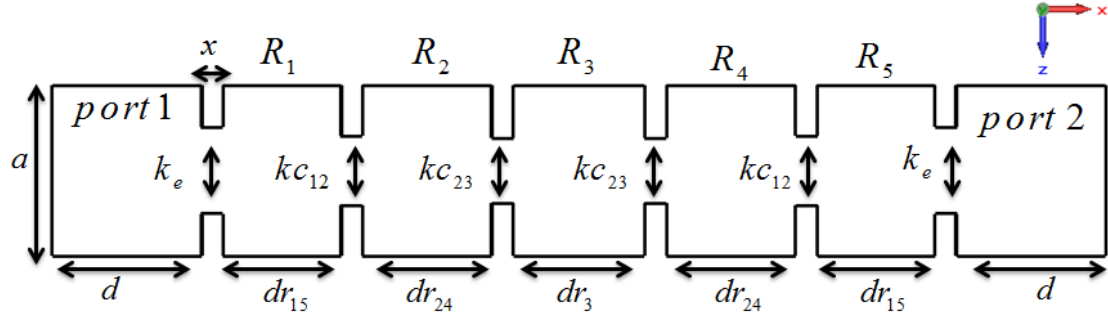 x R₁ R₂ R₃ R₄ R₅ Y x
z
port 1 port 2
a kₑ kc₁₂ kc₂₃ kc₂₃ kc₁₂ kₑ
d dr₁₅ dr₂₄ dr₃ dr₂₄ dr₁₅ d